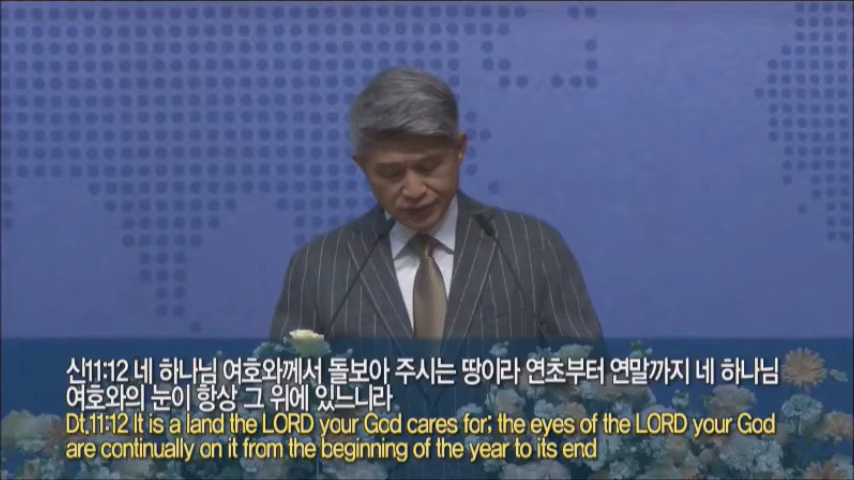 신11:12 네 하나님 여호와께서 돌보아 주시는 땅이라 연초부터 연말까지 네 하나님
여호와의 눈이 항상 그 위에 있느니라
Dt.11:12 It is a land the LORD your God cares for; the eyes of the LORD your God
are continually on it from the beginning of the year to its end